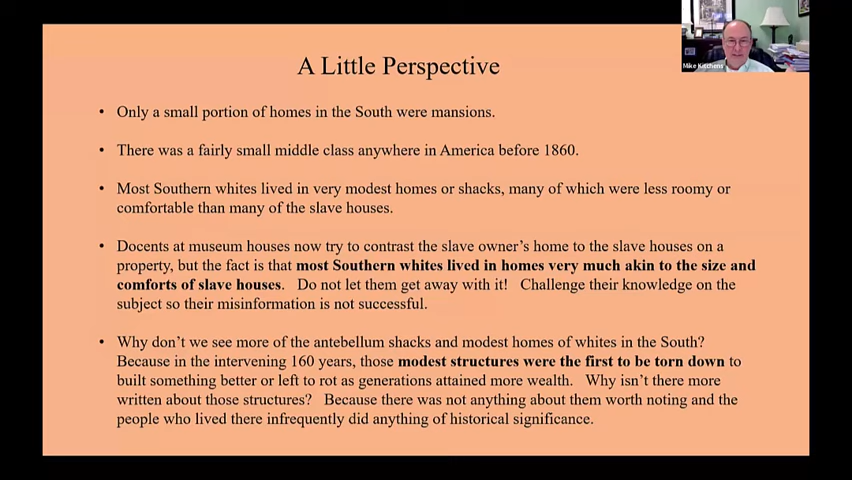 Mike Kitchens
A Little Perspective
• Only a small portion of homes in the South were mansions.
• There was a fairly small middle class anywhere in America before 1860.
• Most Southern whites lived in very modest homes or shacks, many of which were less roomy or
comfortable than many of the slave houses.
• Docents at museum houses now try to contrast the slave owner's home to the slave houses on a
property, but the fact is that most Southern whites lived in homes very much akin to the size and
comforts of slave houses. Do not let them get away with it! Challenge their knowledge on the
subject so their misinformation is not successful.
• Why don't we see more of the antebellum shacks and modest homes of whites in the South?
Because in the intervening 160 years, those modest structures were the first to be torn down to
built something better or left to rot as generations attained more wealth. Why isn't there more
written about those structures? Because there was not anything about them worth noting and the
people who lived there infrequently did anything of historical significance.